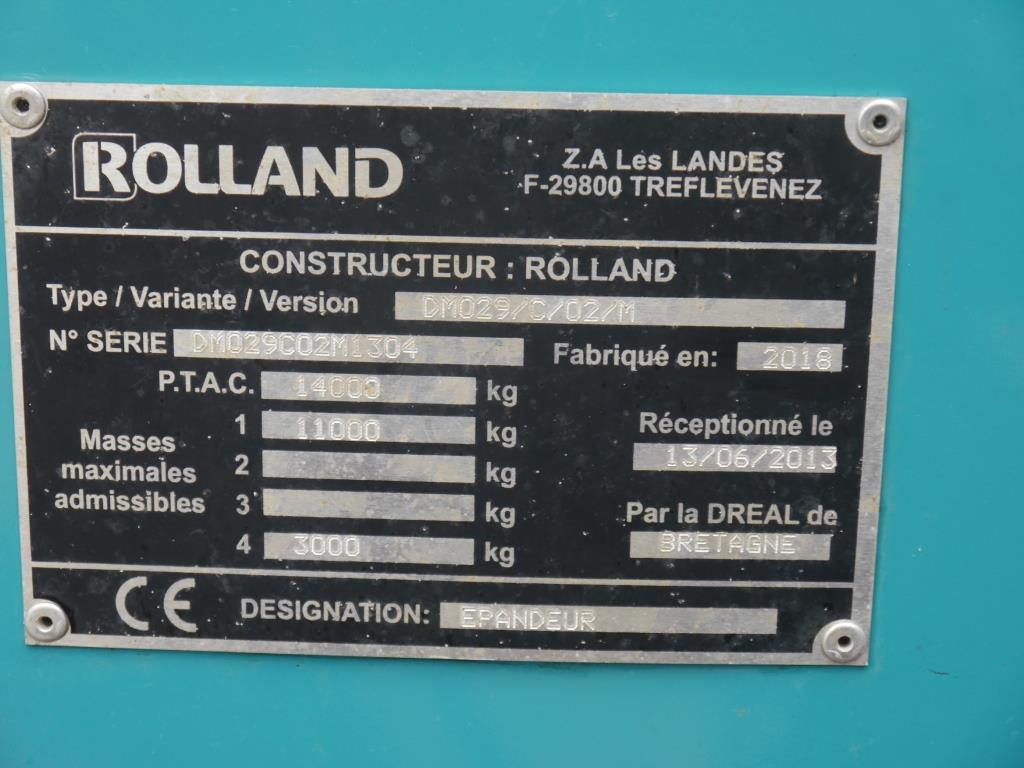 ROLLAND
Z.A Les LANDES
F-29800 TREFLEVENEZ
CONSTRUCTEUR : ROLLAND
Type / Variante / Version DM029/C/02/M
N° SERIE DM029C02M1304 Fabriqué en: 2018
P.T.A.C. 14000 kg
Masses maximales admissibles
1 11000 kg
2 kg
3 kg
4 3000 kg
Réceptionné le
13/06/2013
Par la DREAL de
BRETAGNE
CE DESIGNATION: EPANDEUR